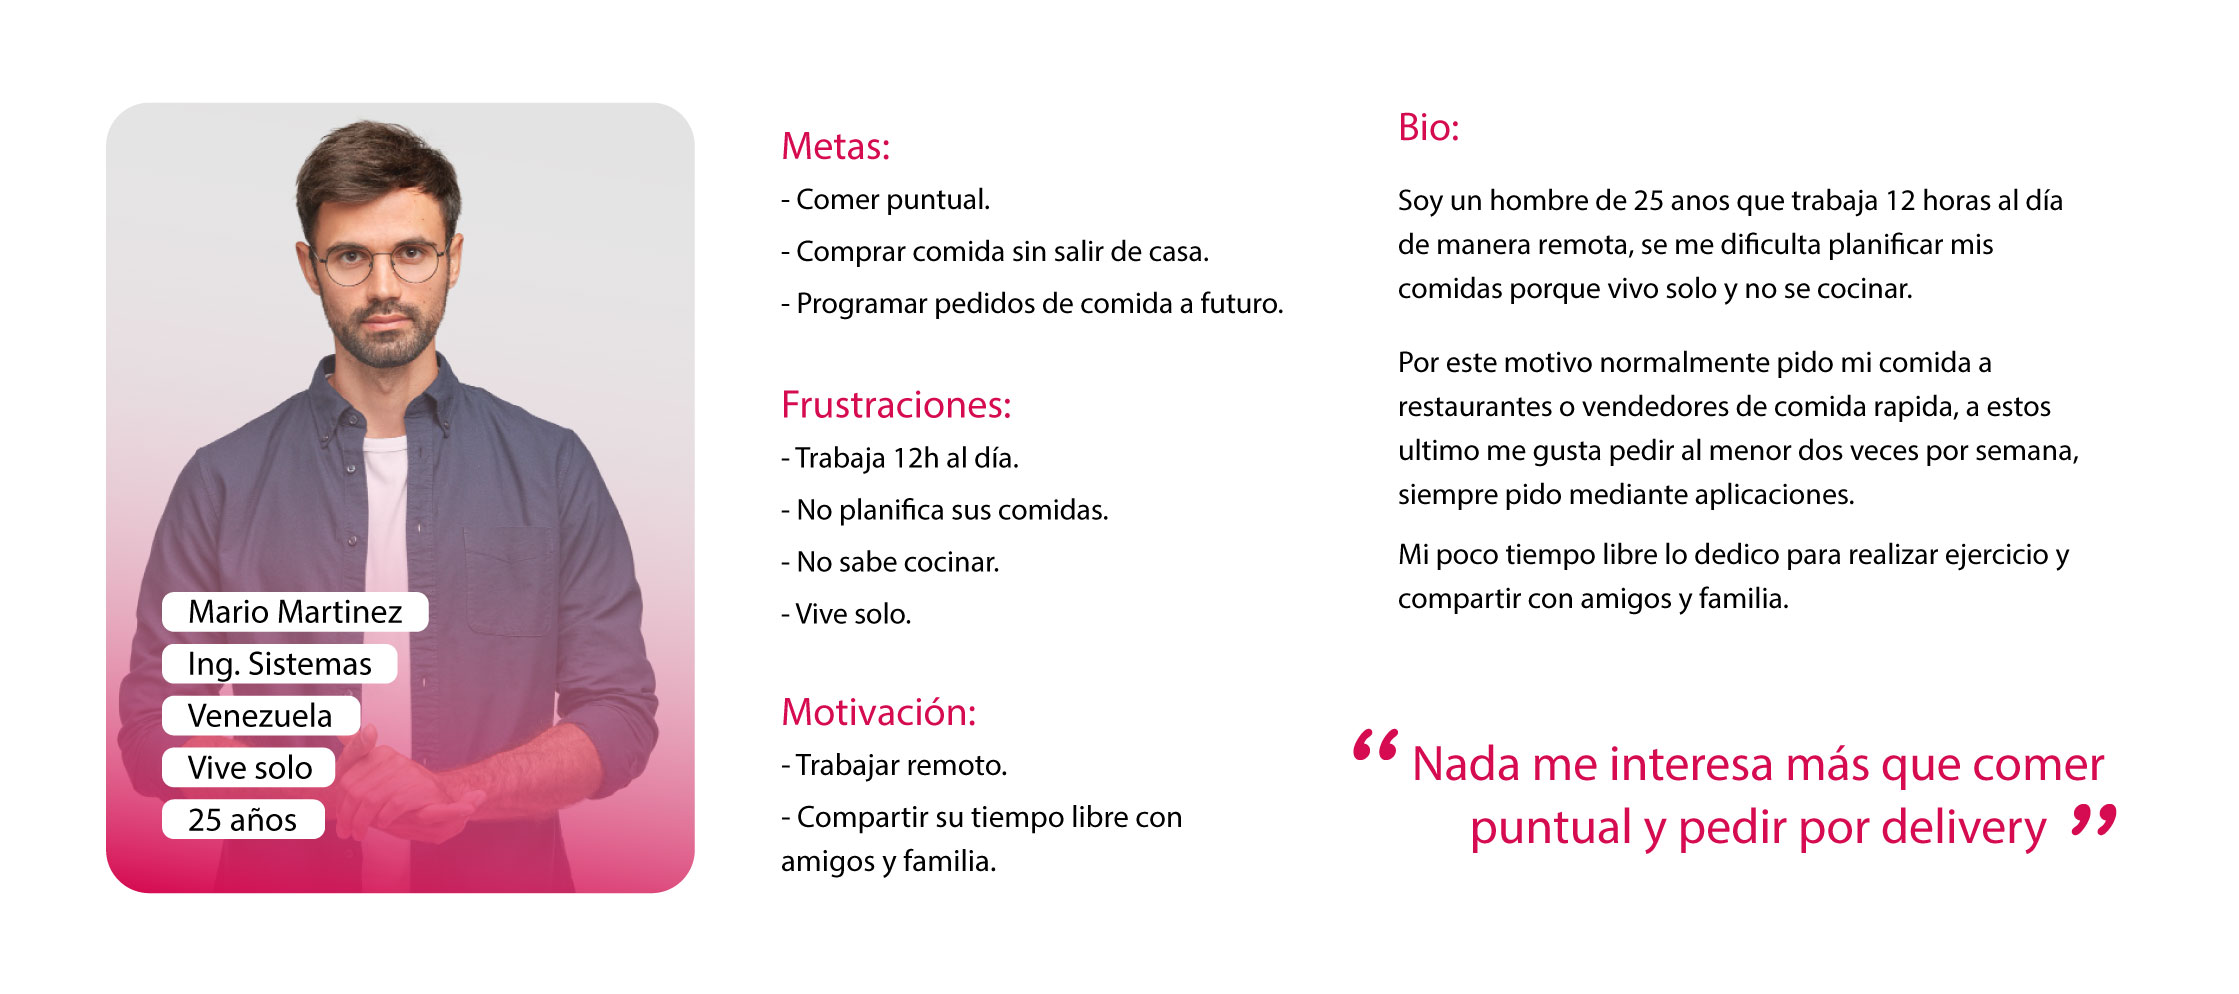 Mario Martinez
Ing. Sistemas
Venezuela
Vive solo
25 años
Metas:
- Comer puntual.
- Comprar comida sin salir de casa.
- Programar pedidos de comida a futuro.
Frustraciones:
- Trabaja 12h al día.
- No planifica sus comidas.
- No sabe cocinar.
- Vive solo.
Motivación:
- Trabajar remoto.
- Compartir su tiempo libre con
amigos y familia.
Bio:
Soy un hombre de 25 anos que trabaja 12 horas al día
de manera remota, se me dificulta planificar mis
comidas porque vivo solo y no se cocinar.
Por este motivo normalmente pido mi comida a
restaurantes o vendedores de comida rapida, a estos
ultimo me gusta pedir al menor dos veces por semana,
siempre pido mediante aplicaciones.
Mi poco tiempo libre lo dedico para realizar ejercicio y
compartir con amigos y familia.
“ Nada me interesa más que comer
puntual y pedir por delivery ”